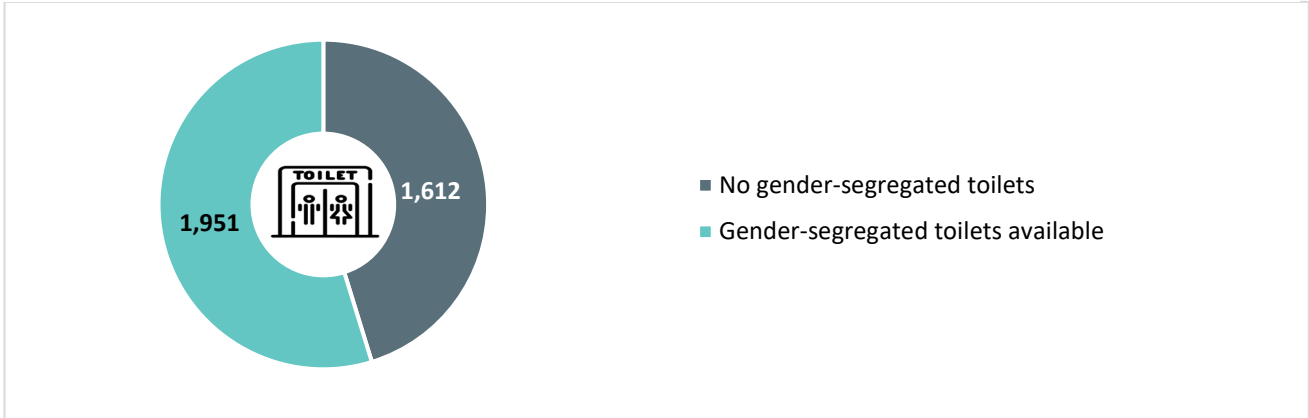 TOILET
1,612
1,951
No gender-segregated toilets
Gender-segregated toilets available